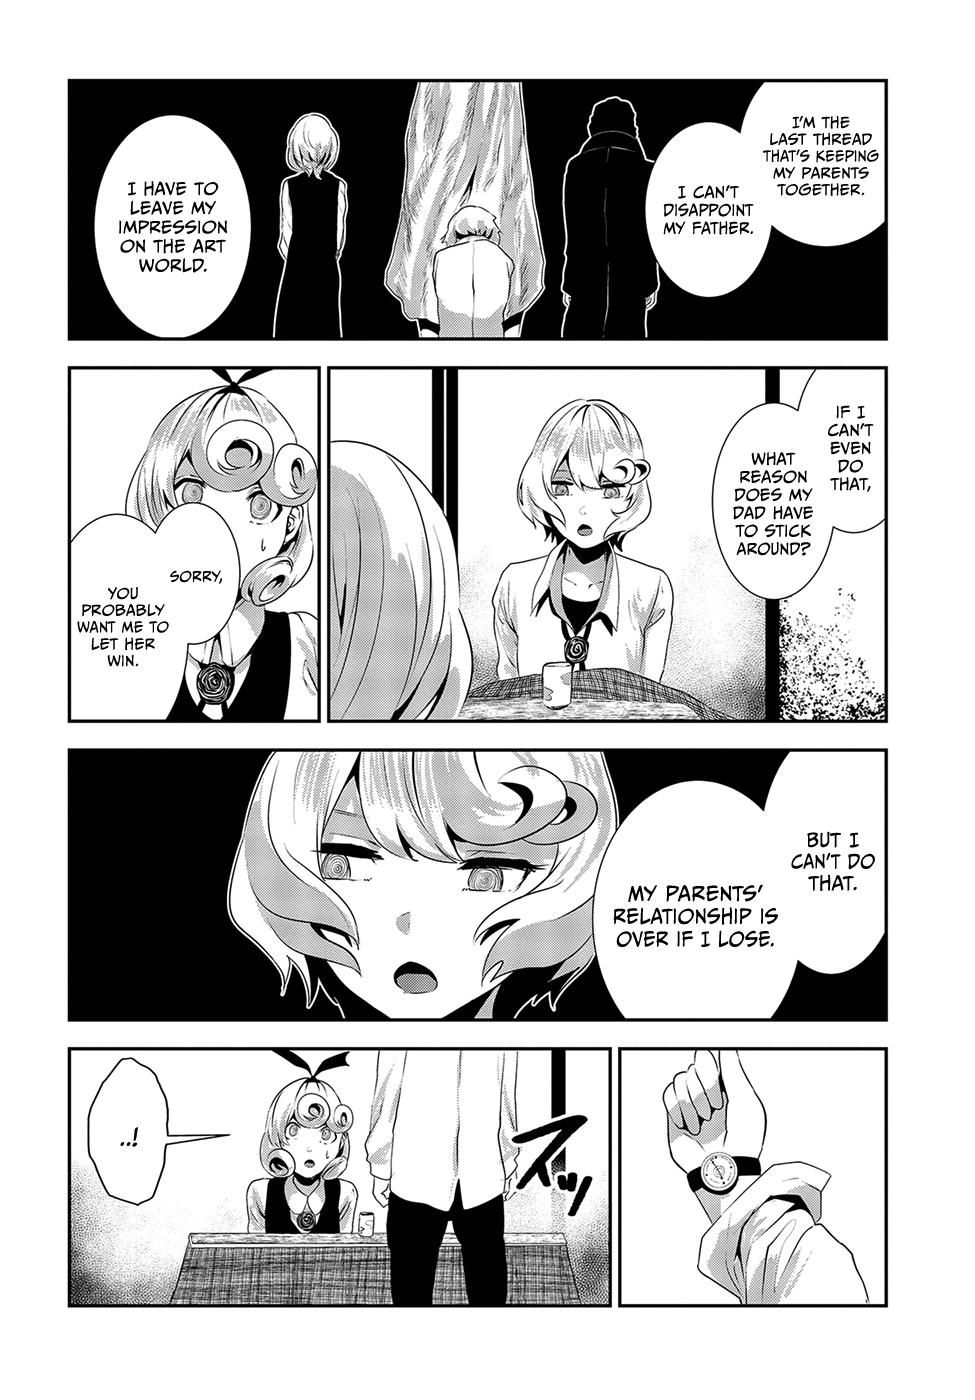 I'M THE
LAST THREAD
THAT'S KEEPING
MY PARENTS
TOGETHER.
I CAN'T
DISAPPOINT
MY FATHER.
I HAVE TO
LEAVE MY
IMPRESSION
ON THE ART
WORLD.
IF I
CAN'T
EVEN
DO
THAT,
WHAT
REASON
DOES MY
DAD HAVE
TO STICK
AROUND?
SORRY,
YOU
PROBABLY
WANT ME TO
LET HER
WIN.
BUT I
CAN'T DO
THAT.
MY PARENTS'
RELATIONSHIP IS
OVER IF I LOSE.
スッ
..!